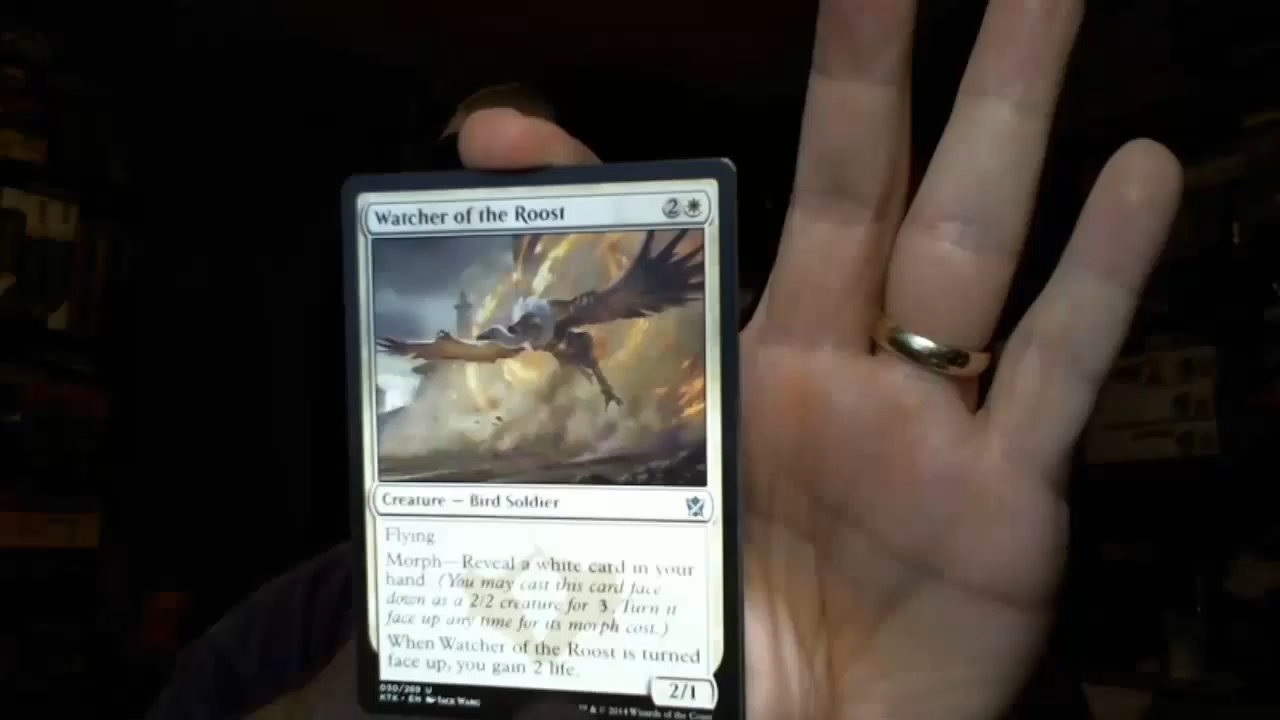 Watcher of the Roost 2
Creature — Bird Soldier
Flying
Morph—Reveal a white card in your
hand (You may cast this card face
down as a 2/2 creature for 3. Turn it
face up any time for its morph cost.)
When Watcher of the Roost is turned
face up, you gain 2 life.
2/1
030/269 U
KTK • EN Jack Wang
™ & © 2014 Wizards of the Coast